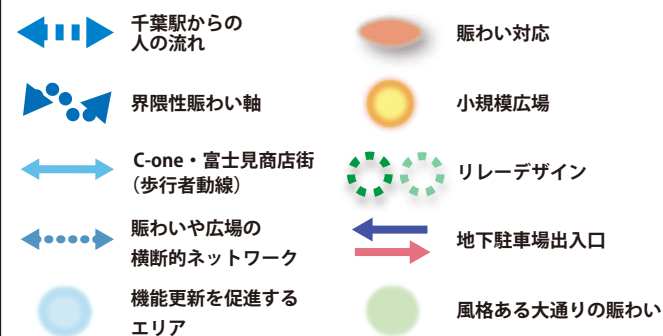 千葉駅からの
人の流れ
界隈性賑わい軸
C-one・富士見商店街
（歩行者動線）
賑わいや広場の
横断的ネットワーク
機能更新を促進する
エリア
賑わい対応
小規模広場
リレーデザイン
地下駐車場出入口
風格ある大通りの賑わい